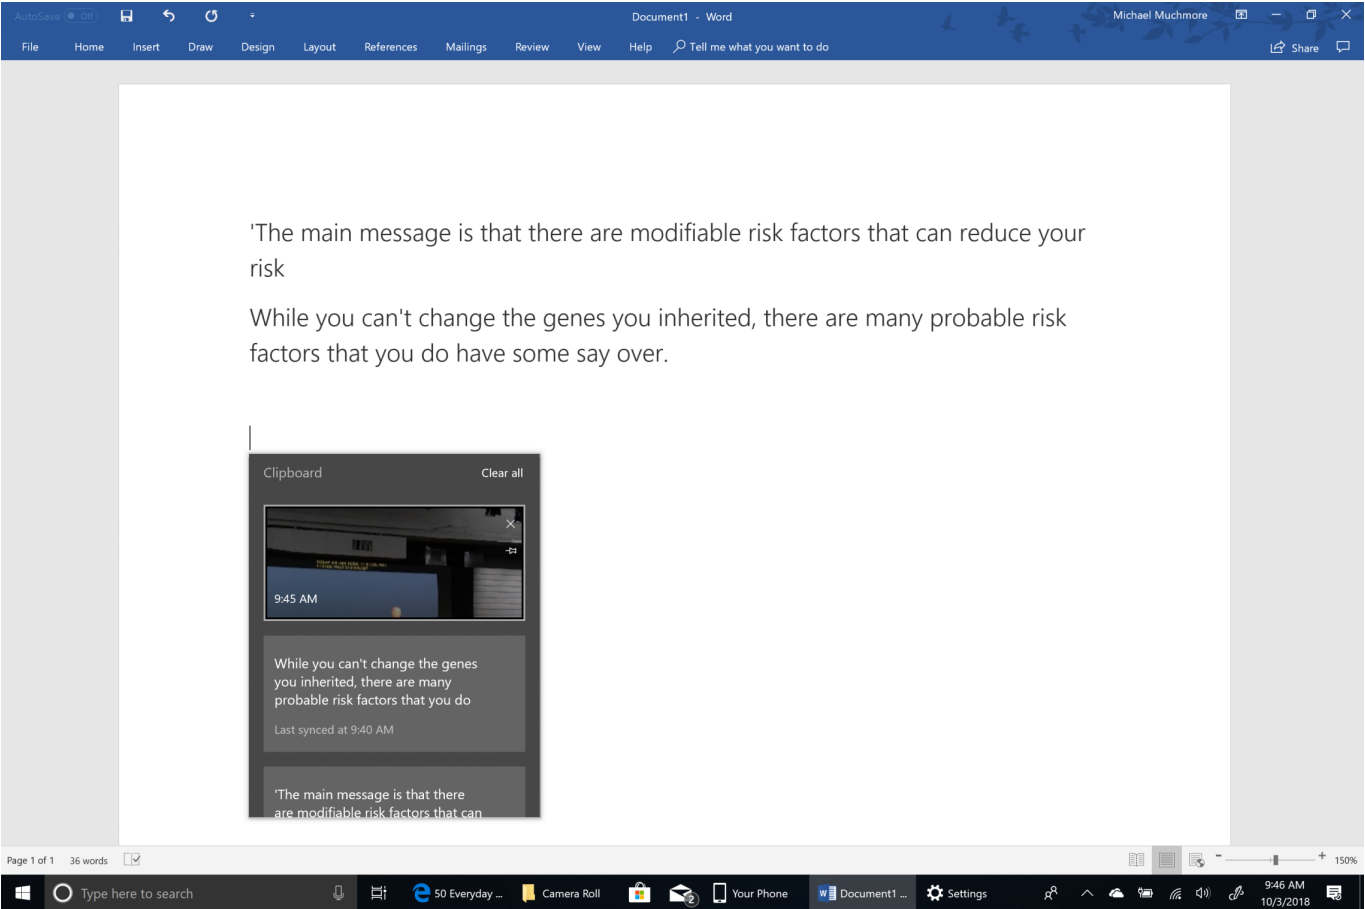 AutoSave Off
Document1 - Word
Michael Muchmore
File Home Insert Draw Design Layout References Mailings Review View Help Tell me what you want to do
Share
'The main message is that there are modifiable risk factors that can reduce your
risk
While you can't change the genes you inherited, there are many probable risk
factors that you do have some say over.
Clipboard Clear all
9:45 AM
While you can't change the genes
you inherited, there are many
probable risk factors that you do
Last synced at 9:40 AM
'The main message is that there
are modifiable risk factors that can
Page 1 of 1 36 words
150%
Type here to search
50 Everyday ...
Camera Roll
2
Your Phone
Document1 ...
Settings
9:46 AM
10/3/2018